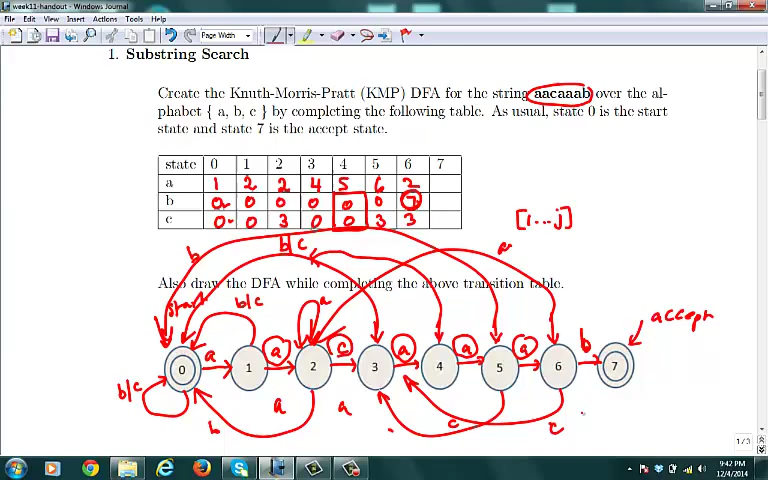 week11-handout - Windows Journal
File Edit View Insert Actions Tools Help
Page Width
1. Substring Search
Create the Knuth-Morris-Pratt (KMP) DFA for the string aacaaab over the al-
phabet { a, b, c } by completing the following table. As usual, state 0 is the start
state and state 7 is the accept state.
state 0 1 2 3 4 5 6 7
a 1 2 2 4 5 6 2
b 0 0 0 0 0 0 7
c 0 0 3 0 0 3 3
[1...j]
b b/c a
Also draw the DFA while completing the above transition table.
start b/c a accept
a a c a a a b
0 1 2 3 4 5 6 7
b/c
a a
b c c
1 / 3
9:42 PM
12/4/2014